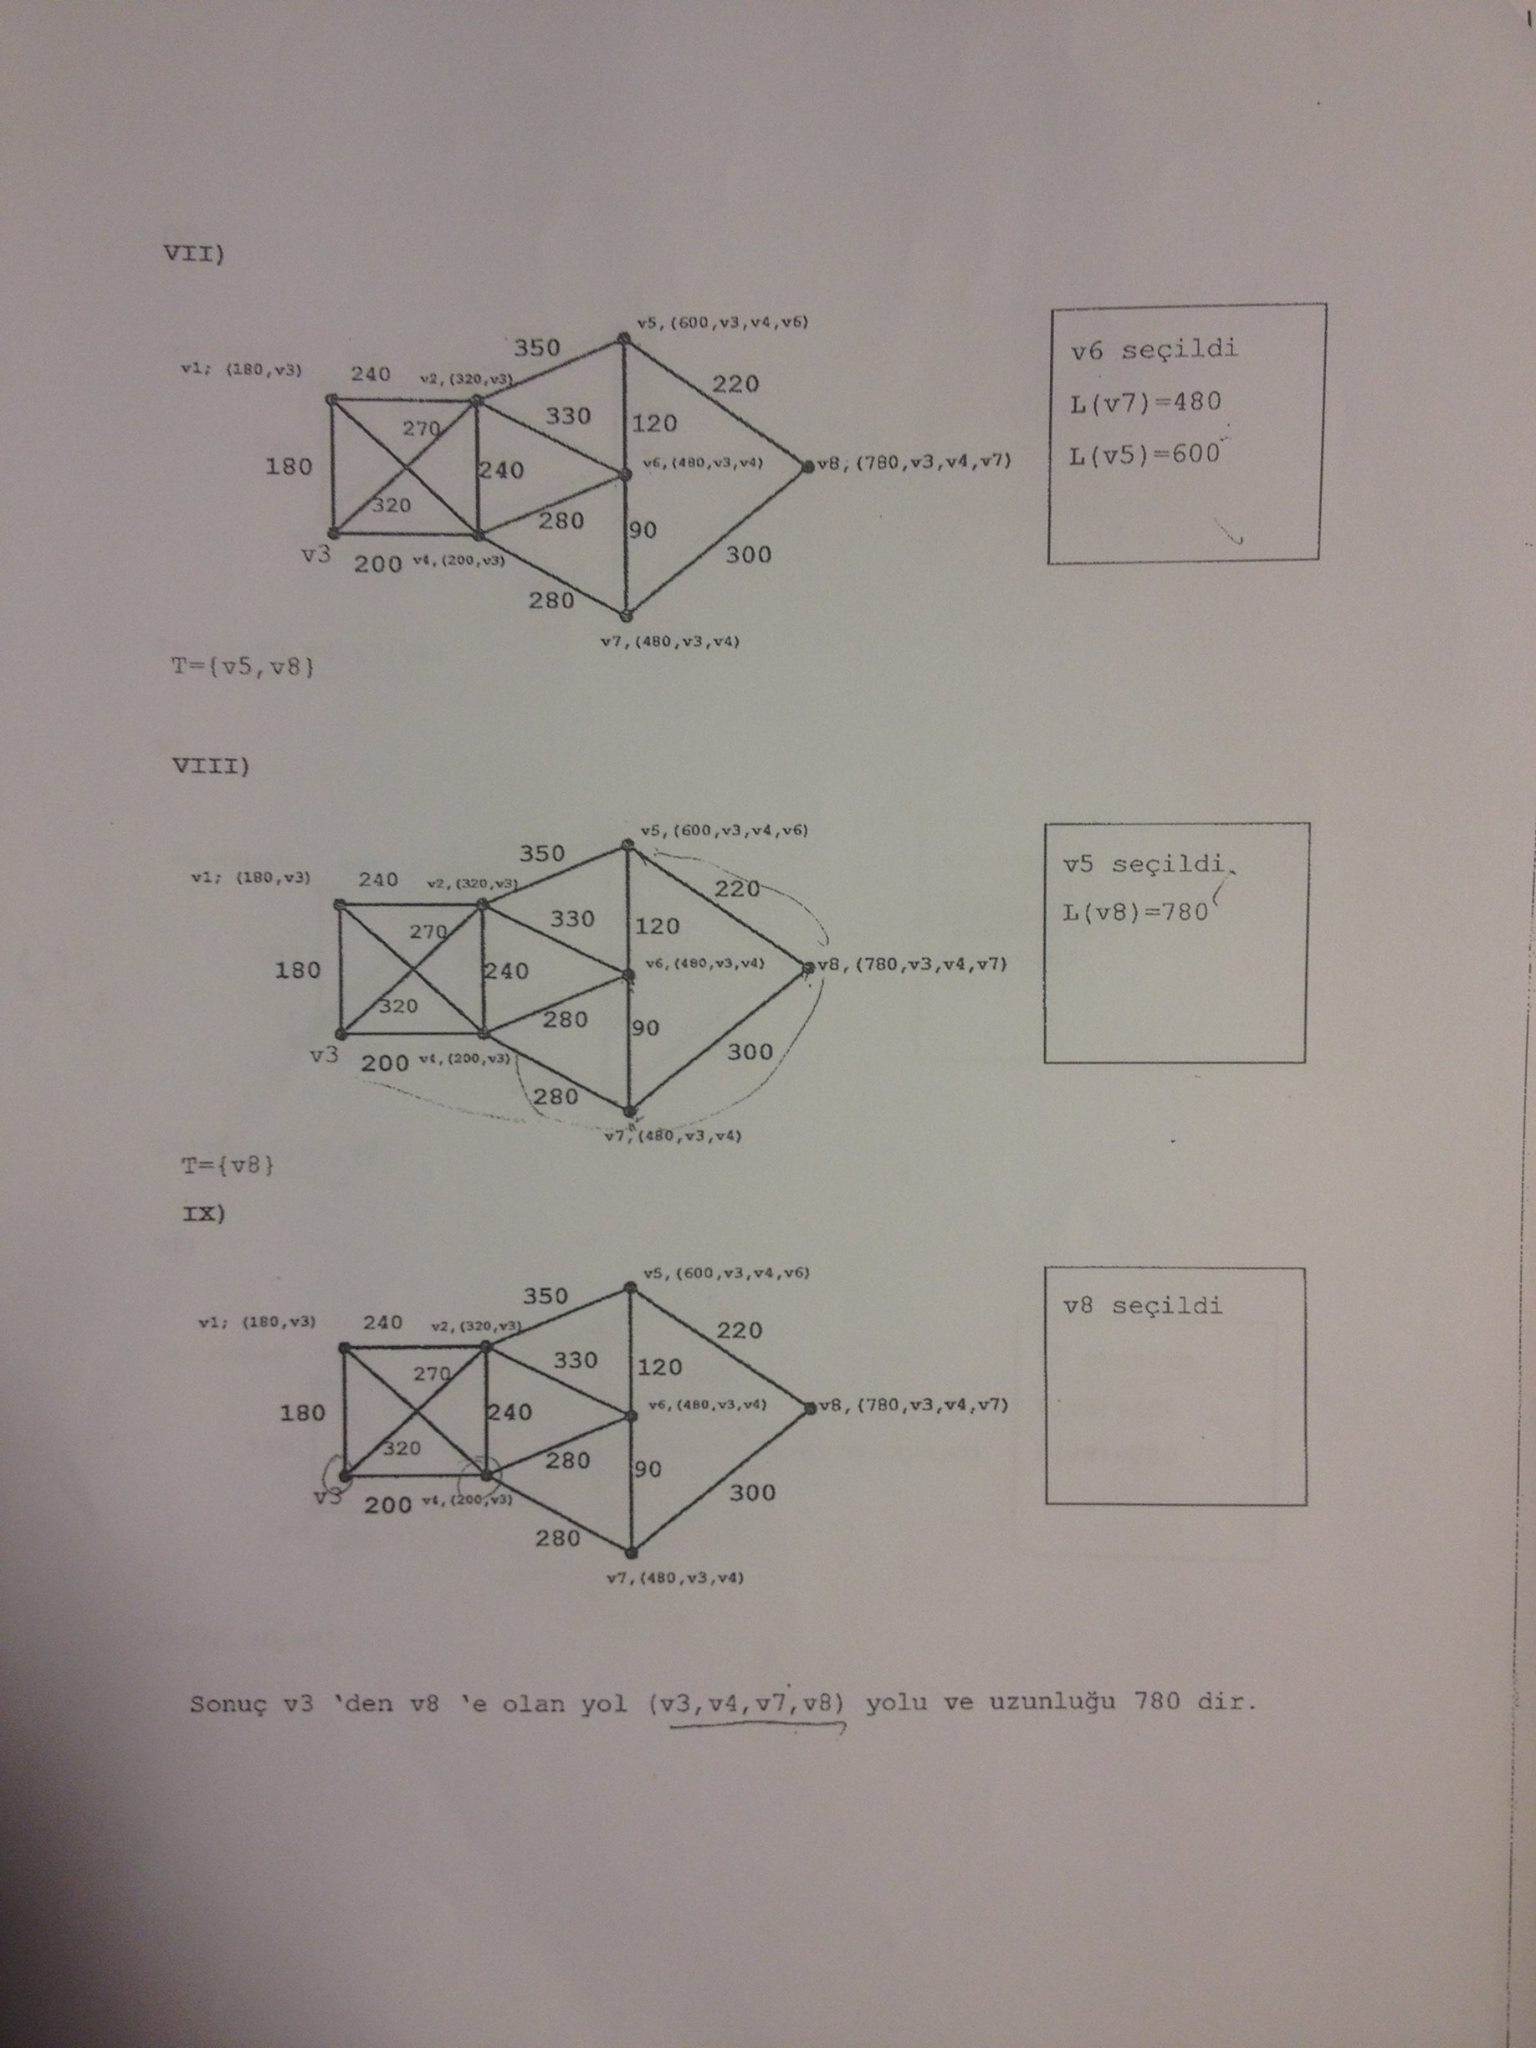 VII)
v5,(600,v3,v4,v6)
350
v1; (180,v3) 240 v2,(320,v3)
220
270 330 120
180 240 v6,(480,v3,v4) v8,(780,v3,v4,v7)
320 280 90
v3 200 v4,(200,v3) 300
280
v7,(480,v3,v4)
v6 seçildi
L(v7)=480
L(v5)=600
T={v5,v8}
VIII)
v5,(600,v3,v4,v6)
350
v1; (180,v3) 240 v2,(320,v3)
220
270 330 120
180 240 v6,(480,v3,v4) v8,(780,v3,v4,v7)
320 280 90
v3 200 v4,(200,v3) 300
280
v7,(480,v3,v4)
v5 seçildi
L(v8)=780
T={v8}
IX)
v5,(600,v3,v4,v6)
350
v1; (180,v3) 240 v2,(320,v3)
220
270 330 120
180 240 v6,(480,v3,v4) v8,(780,v3,v4,v7)
320 280 90
v3 200 v4,(200,v3) 300
280
v7,(480,v3,v4)
v8 seçildi
Sonuç v3 'den v8 'e olan yol (v3,v4,v7,v8) yolu ve uzunluğu 780 dir.